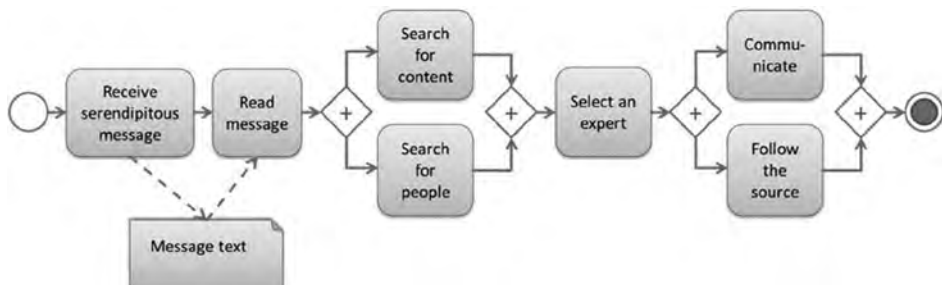 Receive
serendipitous
message
Read
message
Search
for
content
Search
for
people
Select an
expert
Commu-
nicate
Follow
the
source
Message text